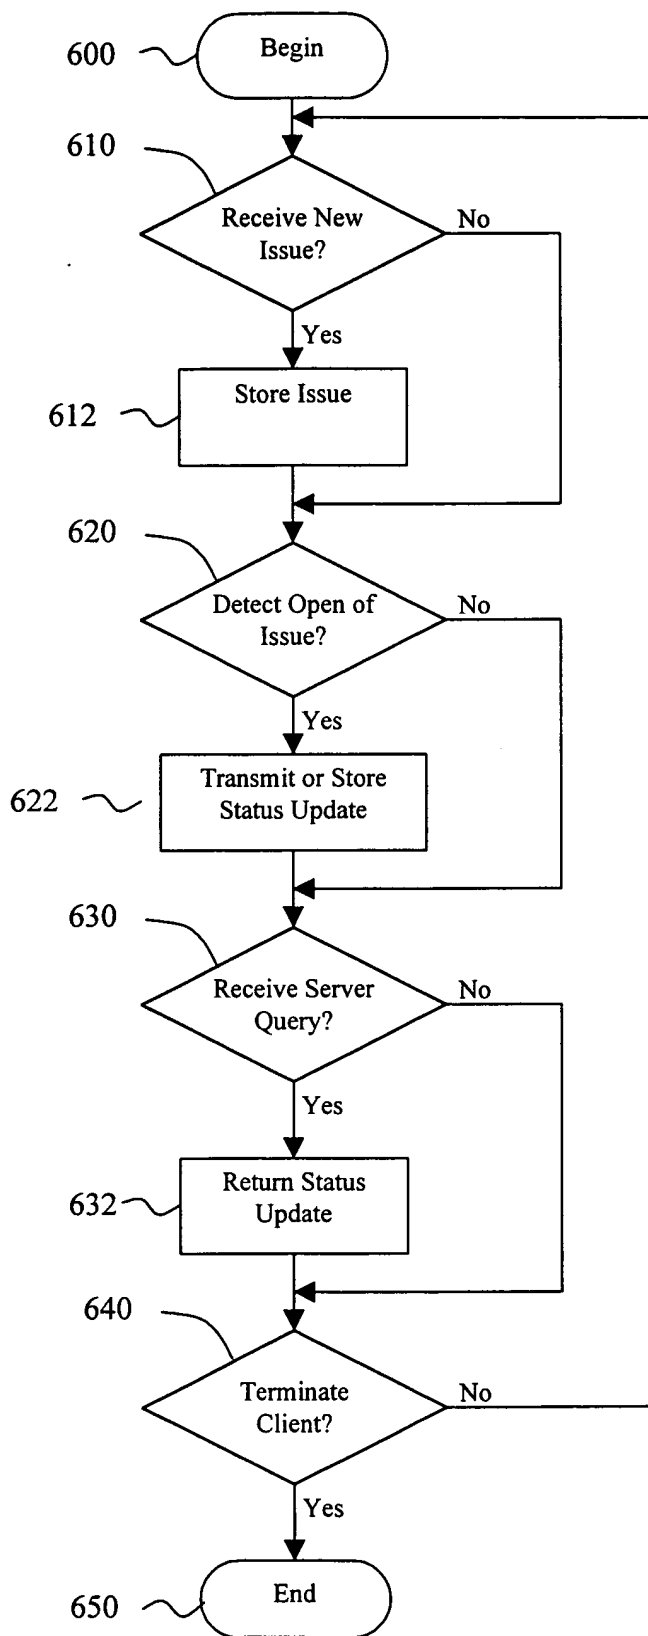 600
Begin
610
Receive New
Issue?
No
Yes
612
Store Issue
620
Detect Open of
Issue?
No
Yes
622
Transmit or Store
Status Update
630
Receive Server
Query?
No
Yes
632
Return Status
Update
640
Terminate
Client?
No
Yes
650
End